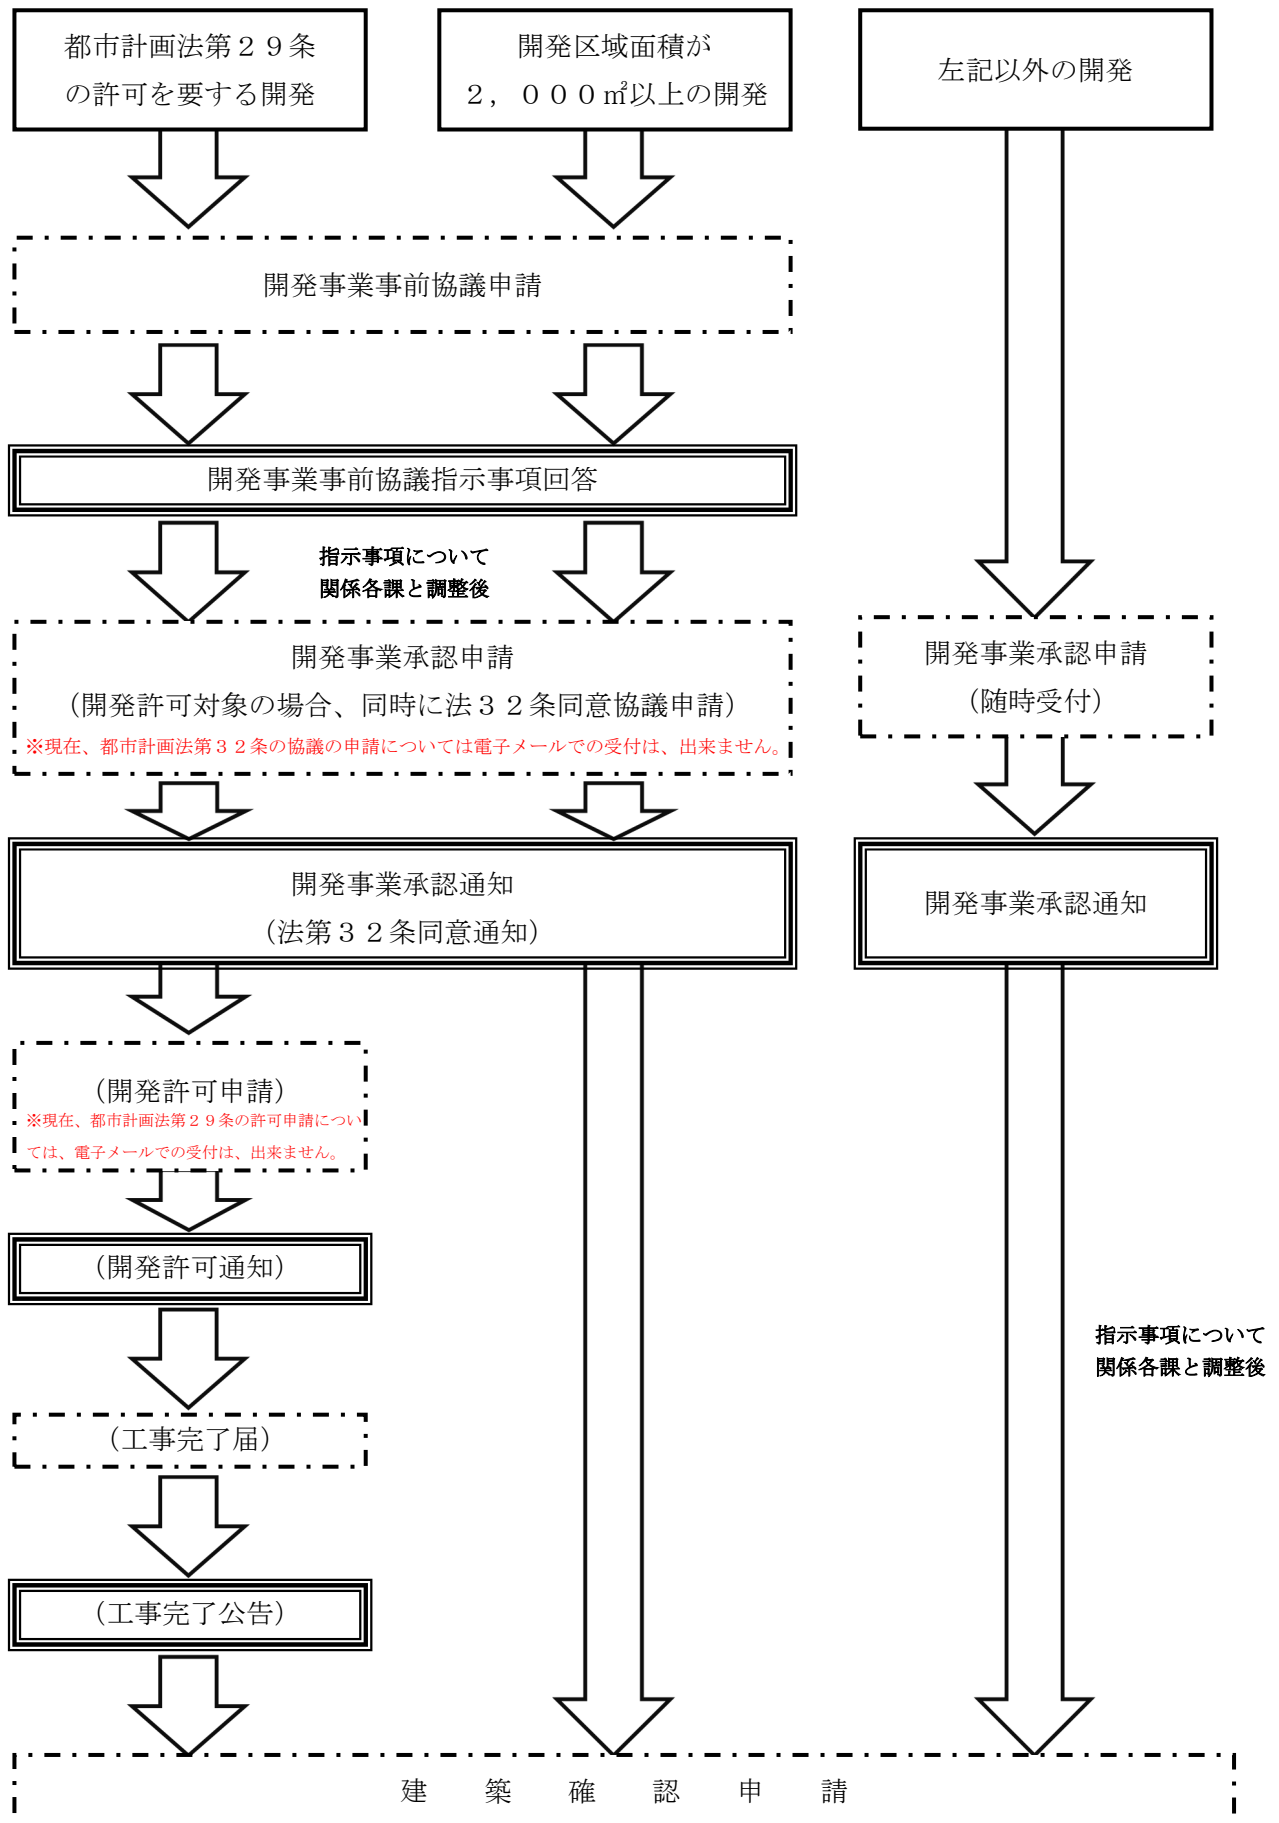 都市計画法第２９条
の許可を要する開発
開発区域面積が
２，０００㎡以上の開発
左記以外の開発
開発事業事前協議申請
開発事業事前協議指示事項回答
指示事項について
関係各課と調整後
開発事業承認申請
（開発許可対象の場合、同時に法３２条同意協議申請）
※現在、都市計画法第３２条の協議の申請については電子メールでの受付は、出来ません。
開発事業承認申請
（随時受付）
開発事業承認通知
（法第３２条同意通知）
開発事業承認通知
（開発許可申請）
※現在、都市計画法第２９条の許可申請につい
ては、電子メールでの受付は、出来ません。
（開発許可通知）
指示事項について
関係各課と調整後
（工事完了届）
（工事完了公告）
建　築　確　認　申　請